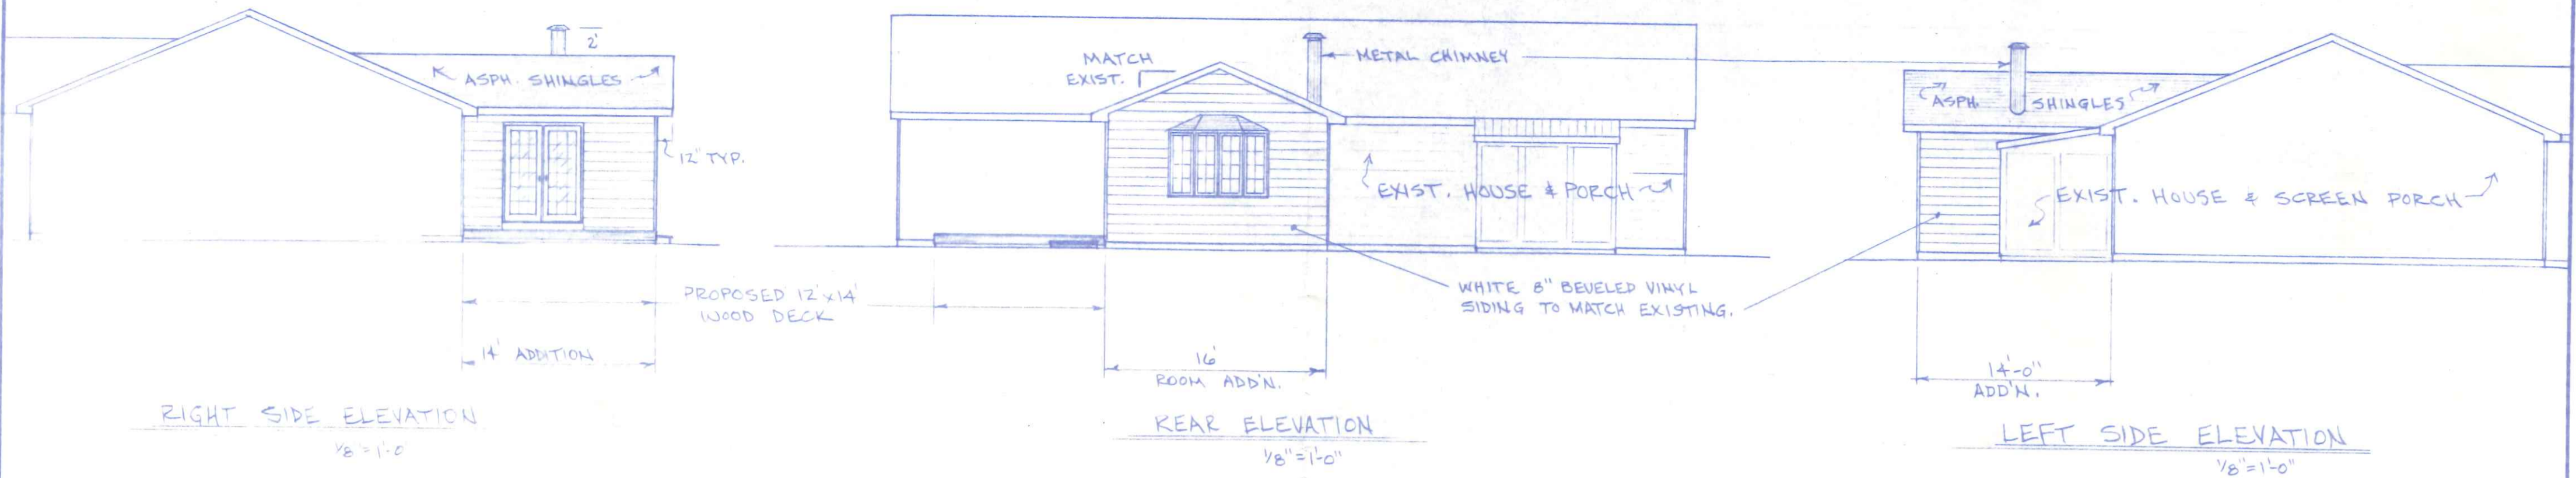 2'
ASPH. SHINGLES
12" TYP.
PROPOSED 12'x14'
WOOD DECK
14' ADDITION
RIGHT SIDE ELEVATION
1/8"=1'-0"
MATCH
EXIST.
METAL CHIMNEY
EXIST. HOUSE & PORCH
WHITE 8" BEVELED VINYL
SIDING TO MATCH EXISTING.
16'
ROOM ADD'N.
REAR ELEVATION
1/8"=1'-0"
ASPH. SHINGLES
EXIST. HOUSE & SCREEN PORCH
14'-0"
ADD'N.
LEFT SIDE ELEVATION
1/8"=1'-0"